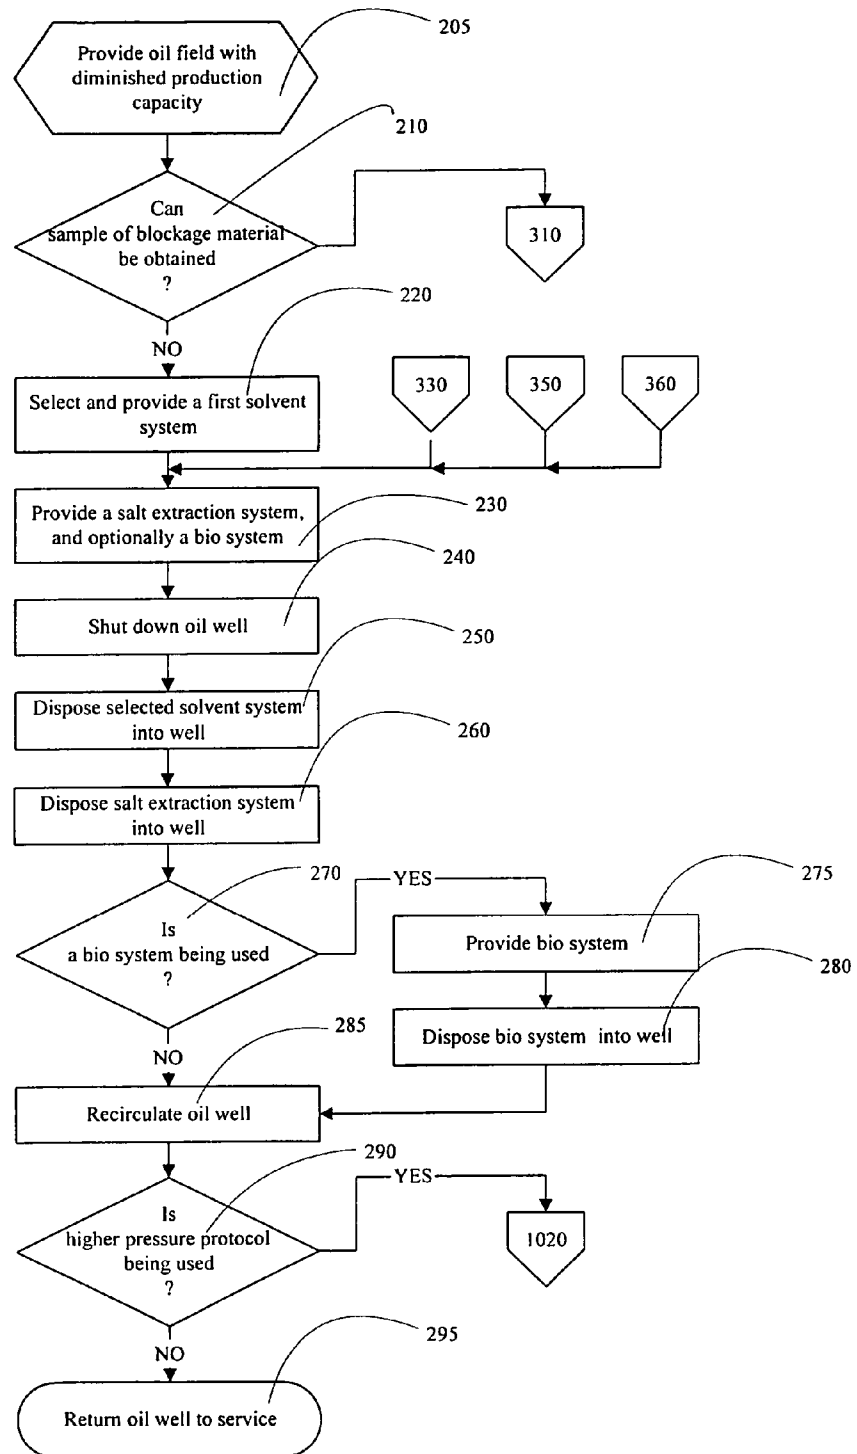 205
Provide oil field with
diminished production
capacity
210
Can
sample of blockage material
be obtained
?
310
220
NO
Select and provide a first solvent
system
330
350
360
230
Provide a salt extraction system,
and optionally a bio system
240
Shut down oil well
250
Dispose selected solvent system
into well
260
Dispose salt extraction system
into well
270
YES
275
Is
a bio system being used
?
Provide bio system
280
Dispose bio system into well
285
NO
Recirculate oil well
290
YES
Is
higher pressure protocol
being used
?
1020
295
NO
Return oil well to service